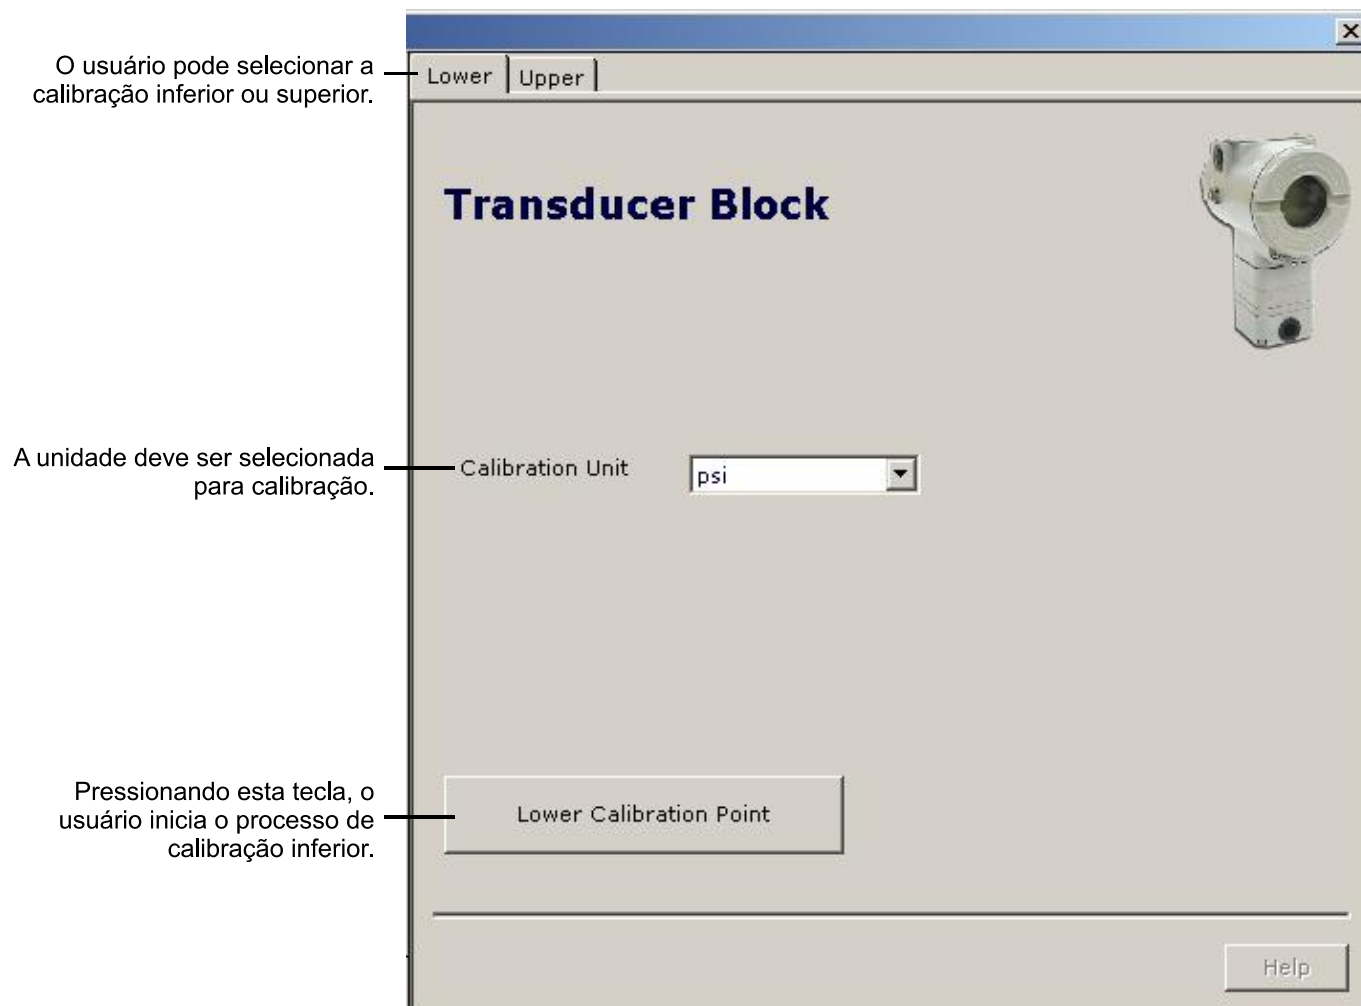 O usuário pode selecionar a
calibração inferior ou superior.
Lower
Upper
Transducer Block
A unidade deve ser selecionada
para calibração.
Calibration Unit
psi
Pressionando esta tecla, o
usuário inicia o processo de
calibração inferior.
Lower Calibration Point
Help